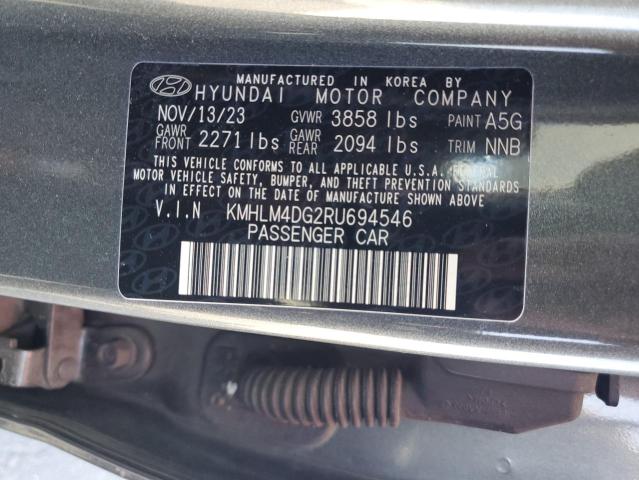 MANUFACTURED IN KOREA BY
HYUNDAI MOTOR COMPANY
NOV/13/23 GVWR 3858 lbs PAINT A5G
GAWR FRONT 2271 lbs GAWR REAR 2094 lbs TRIM NNB
THIS VEHICLE CONFORMS TO ALL APPLICABLE U.S.A. FEDERAL
MOTOR VEHICLE SAFETY, BUMPER, AND THEFT PREVENTION STANDARDS
IN EFFECT ON THE DATE OF MANUFACTURE SHOWN ABOVE
V.I.N KMHLM4DG2RU694546
PASSENGER CAR